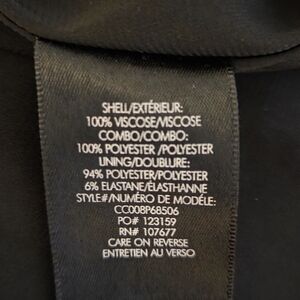 SHELL/EXTÉRIEUR:
100% VISCOSE/VISCOSE
COMBO/COMBO:
100% POLYESTER /POLYESTER
LINING/DOUBLURE:
94% POLYESTER/POLYESTER
6% ELASTANE/ÉLASTHANNE
STYLE#/NUMÉRO DE MODÈLE:
CC008P68506
PO# 123159
RN# 107677
CARE ON REVERSE
ENTRETIEN AU VERSO